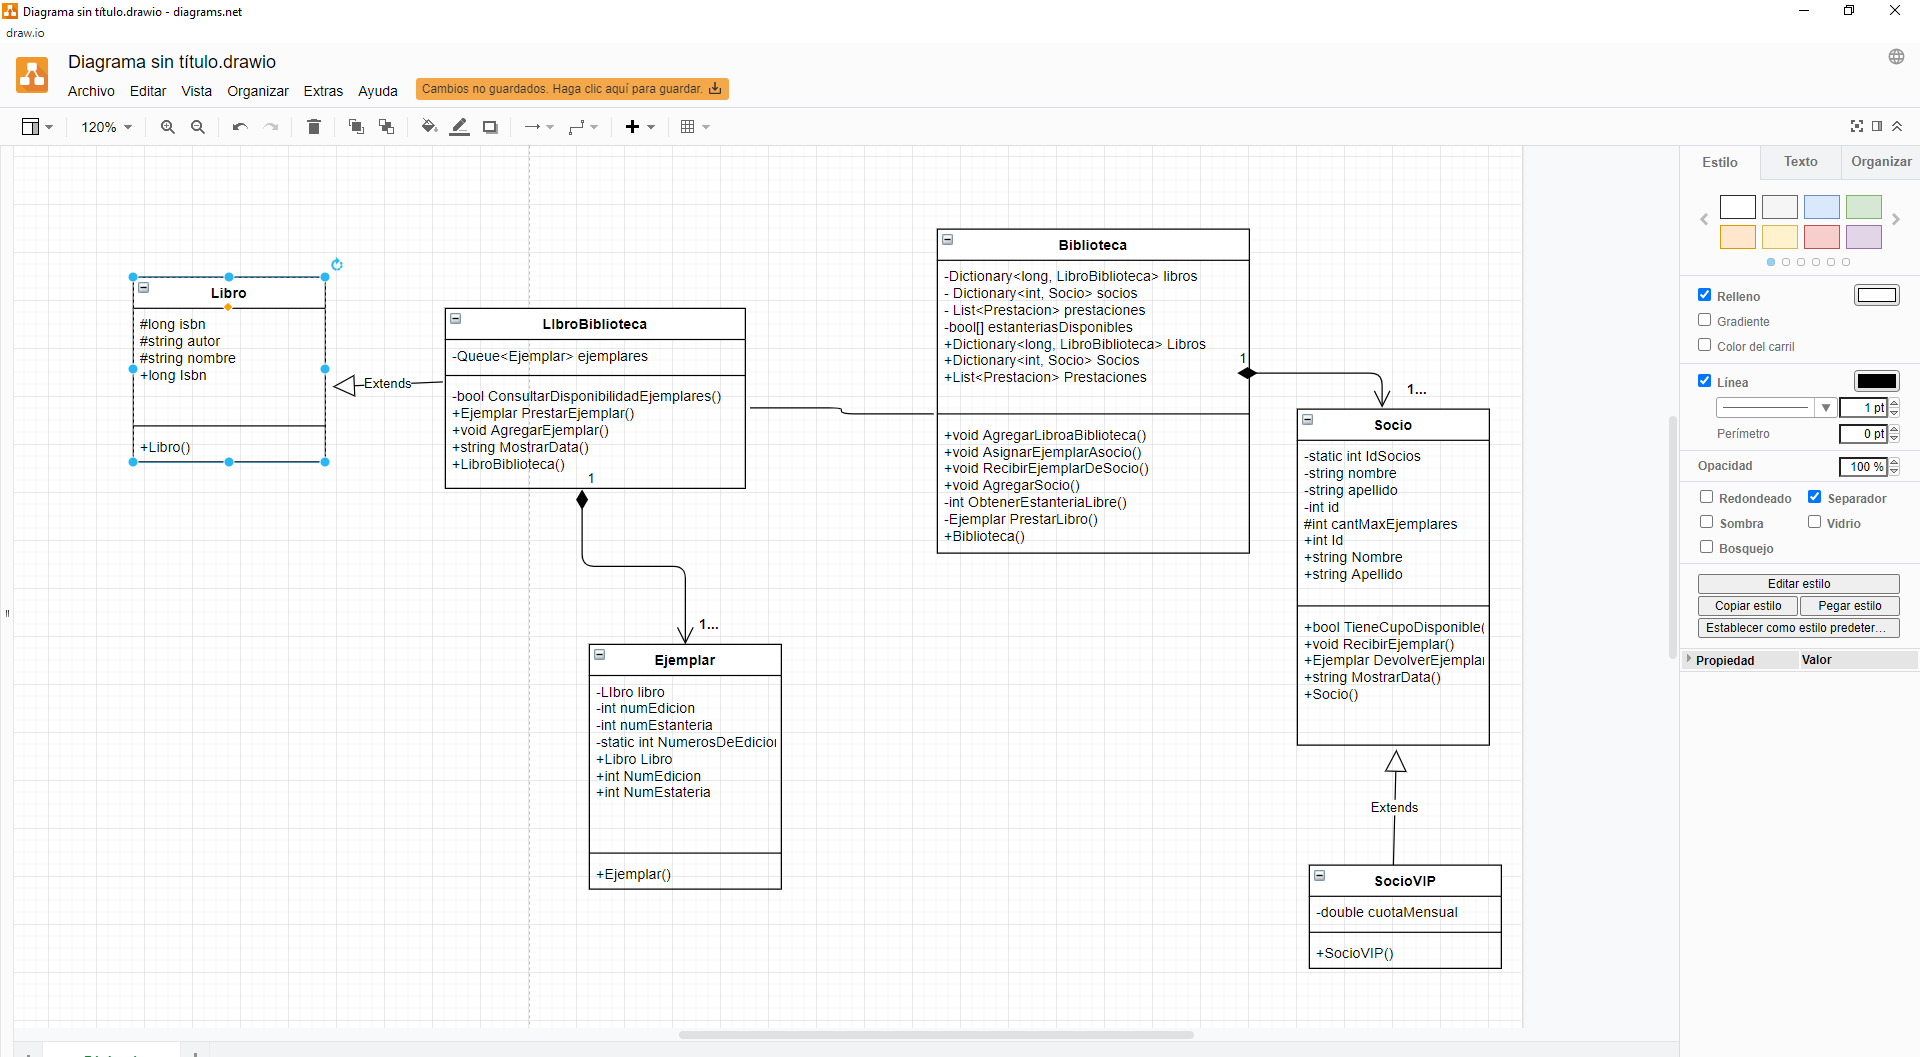 Diagrama sin título.drawio - diagrams.net
draw.io
Diagrama sin título.drawio
Archivo Editar Vista Organizar Extras Ayuda
Cambios no guardados. Haga clic aquí para guardar.
120%
Estilo Texto Organizar
Libro
#long isbn
#string autor
#string nombre
+long Isbn
+Libro()
Extends
LIbroBiblioteca
-Queue<Ejemplar> ejemplares
-bool ConsultarDisponibilidadEjemplares()
+Ejemplar PrestarEjemplar()
+void AgregarEjemplar()
+string MostrarData()
+LibroBiblioteca()
1
1...
Ejemplar
-LIbro libro
-int numEdicion
-int numEstanteria
-static int NumerosDeEdicion
+Libro Libro
+int NumEdicion
+int NumEstateria
+Ejemplar()
Biblioteca
-Dictionary<long, LibroBiblioteca> libros
- Dictionary<int, Socio> socios
- List<Prestacion> prestaciones
-bool[] estanteriasDisponibles
+Dictionary<long, LibroBiblioteca> Libros
+Dictionary<int, Socio> Socios
+List<Prestacion> Prestaciones
+void AgregarLibroaBiblioteca()
+void AsignarEjemplarAsocio()
+void RecibirEjemplarDeSocio()
+void AgregarSocio()
-int ObtenerEstanteriaLibre()
-Ejemplar PrestarLibro()
+Biblioteca()
1
1...
Socio
-static int IdSocios
-string nombre
-string apellido
-int id
#int cantMaxEjemplares
+int Id
+string Nombre
+string Apellido
+bool TieneCupoDisponible(
+void RecibirEjemplar()
+Ejemplar DevolverEjemplar
+string MostrarData()
+Socio()
Extends
SocioVIP
-double cuotaMensual
+SocioVIP()
Relleno
Gradiente
Color del carril
Línea
1 pt
Perímetro 0 pt
Opacidad 100 %
Redondeado Separador
Sombra Vidrio
Bosquejo
Editar estilo
Copiar estilo Pegar estilo
Establecer como estilo predeter...
Propiedad Valor